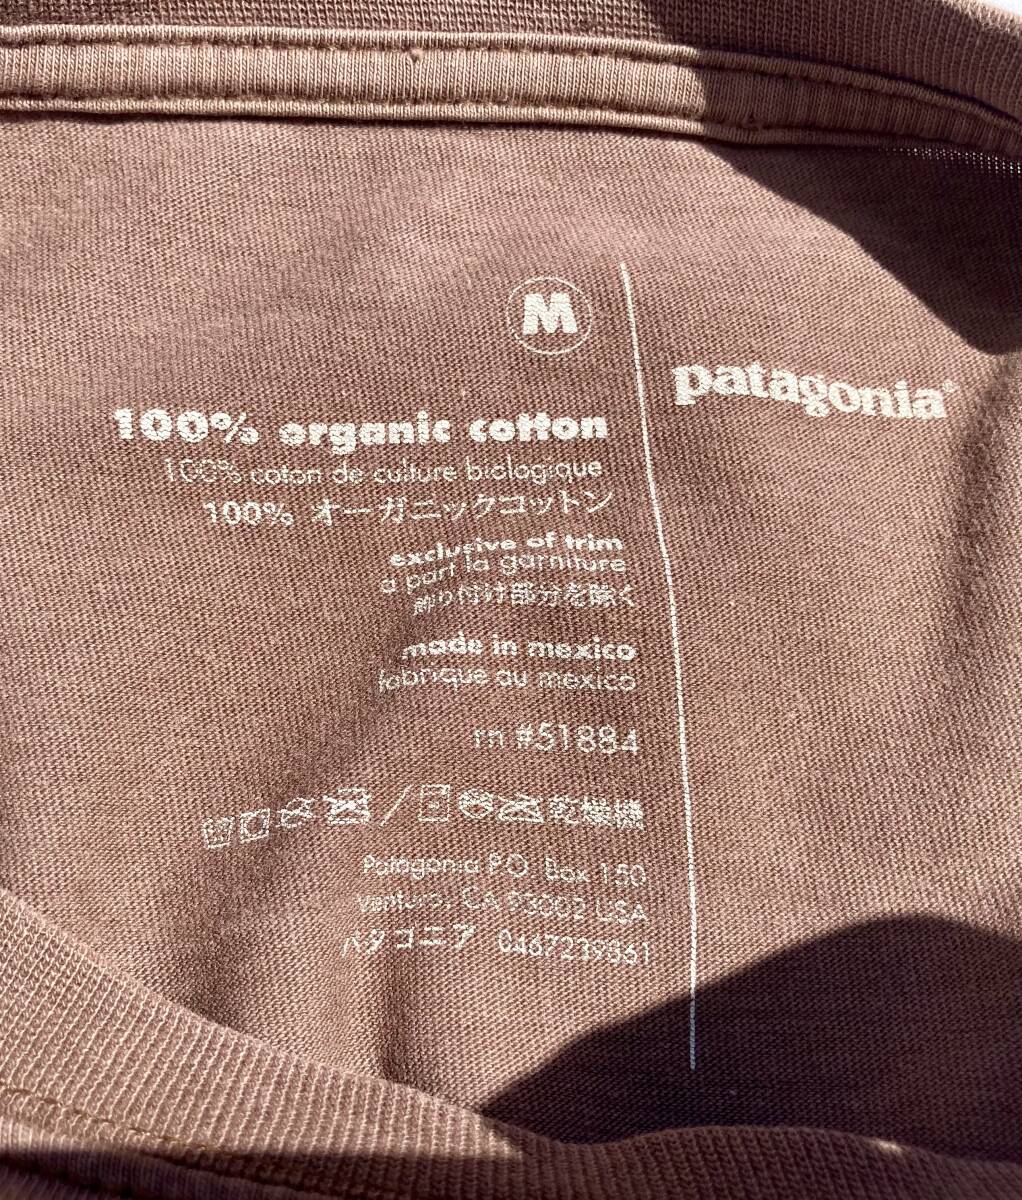 M
patagonia®
100% organic cotton
100% coton de culture biologique
100% オーガニックコットン
exclusive of trim
à part la garniture
飾り付け部分を除く
made in mexico
fabriqué au mexico
rn #51884
乾燥機
Patagonia P.O. Box 150
Ventura, CA 93002 USA
パタゴニア 0467239861